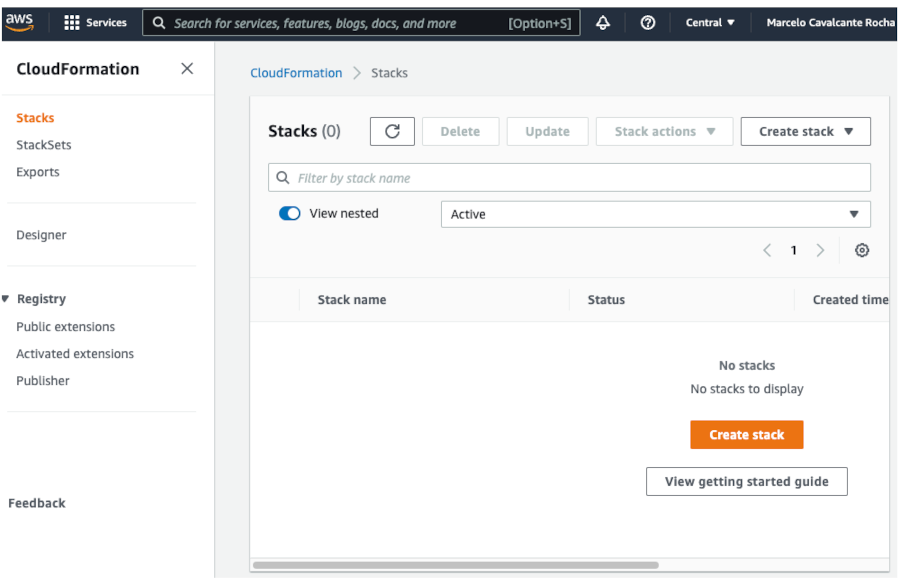 aws Services Search for services, features, blogs, docs, and more [Option+S] Central Marcelo Cavalcante Rocha
CloudFormation
Stacks
StackSets
Exports
Designer
Registry
Public extensions
Activated extensions
Publisher
Feedback
CloudFormation > Stacks
Stacks (0) Delete Update Stack actions Create stack
Filter by stack name
View nested Active
1
Stack name Status Created time
No stacks
No stacks to display
Create stack
View getting started guide